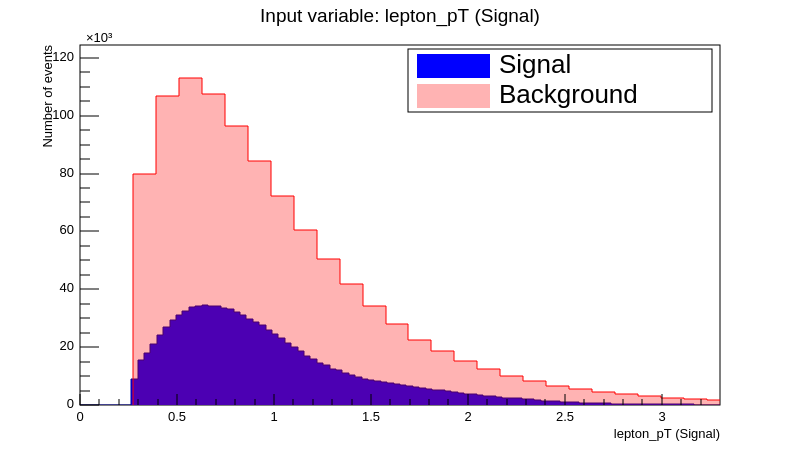 Input variable: lepton_pT (Signal)
×10³
Number of events
120
100
80
60
40
20
0
Signal
Background
0 0.5 1 1.5 2 2.5 3
lepton_pT (Signal)